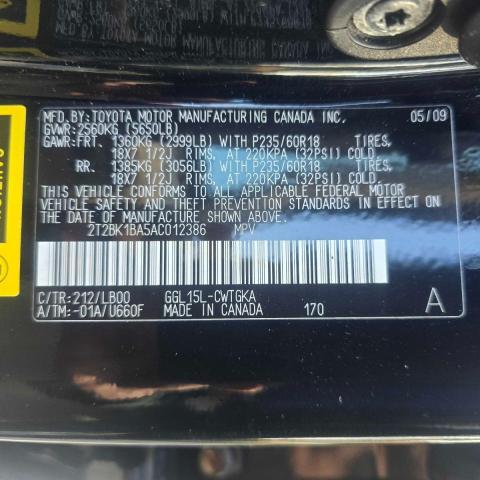 MFD.BY:TOYOTA MOTOR MANUFACTURING CANADA INC. 05/09
GVWR:2560KG (5650LB)
GAWR:FRT. 1360KG (2999LB) WITH P235/60R18 TIRES,
18X7 1/2J RIMS, AT 220KPA (32PSI) COLD
RR. 1385KG (3056LB) WITH P235/60R18 TIRES,
18X7 1/2J RIMS, AT 220KPA (32PSI) COLD
THIS VEHICLE CONFORMS TO ALL APPLICABLE FEDERAL MOTOR
VEHICLE SAFETY AND THEFT PREVENTION STANDARDS IN EFFECT ON
THE DATE OF MANUFACTURE SHOWN ABOVE.
2T2BK1BA5AC012386 MPV
C/TR:212/LB00 GGL15L-CWTGKA
A/TM:-01A/U660F MADE IN CANADA 170 A